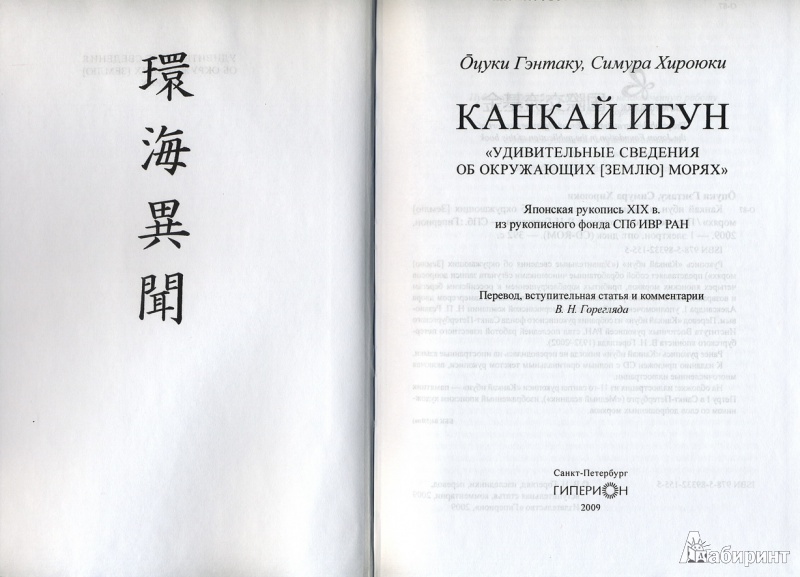 環
海
異
聞
Ōцуки Гэнтаку, Симура Хироюки
КАНКАЙ ИБУН
«УДИВИТЕЛЬНЫЕ СВЕДЕНИЯ
ОБ ОКРУЖАЮЩИХ [ЗЕМЛЮ] МОРЯХ»
Японская рукопись XIX в.
из рукописного фонда СПб ИВР РАН
Перевод, вступительная статья и комментарии
В. Н. Горегляда
Санкт-Петербург
ГИПЕРИОН
2009
Лабиринт